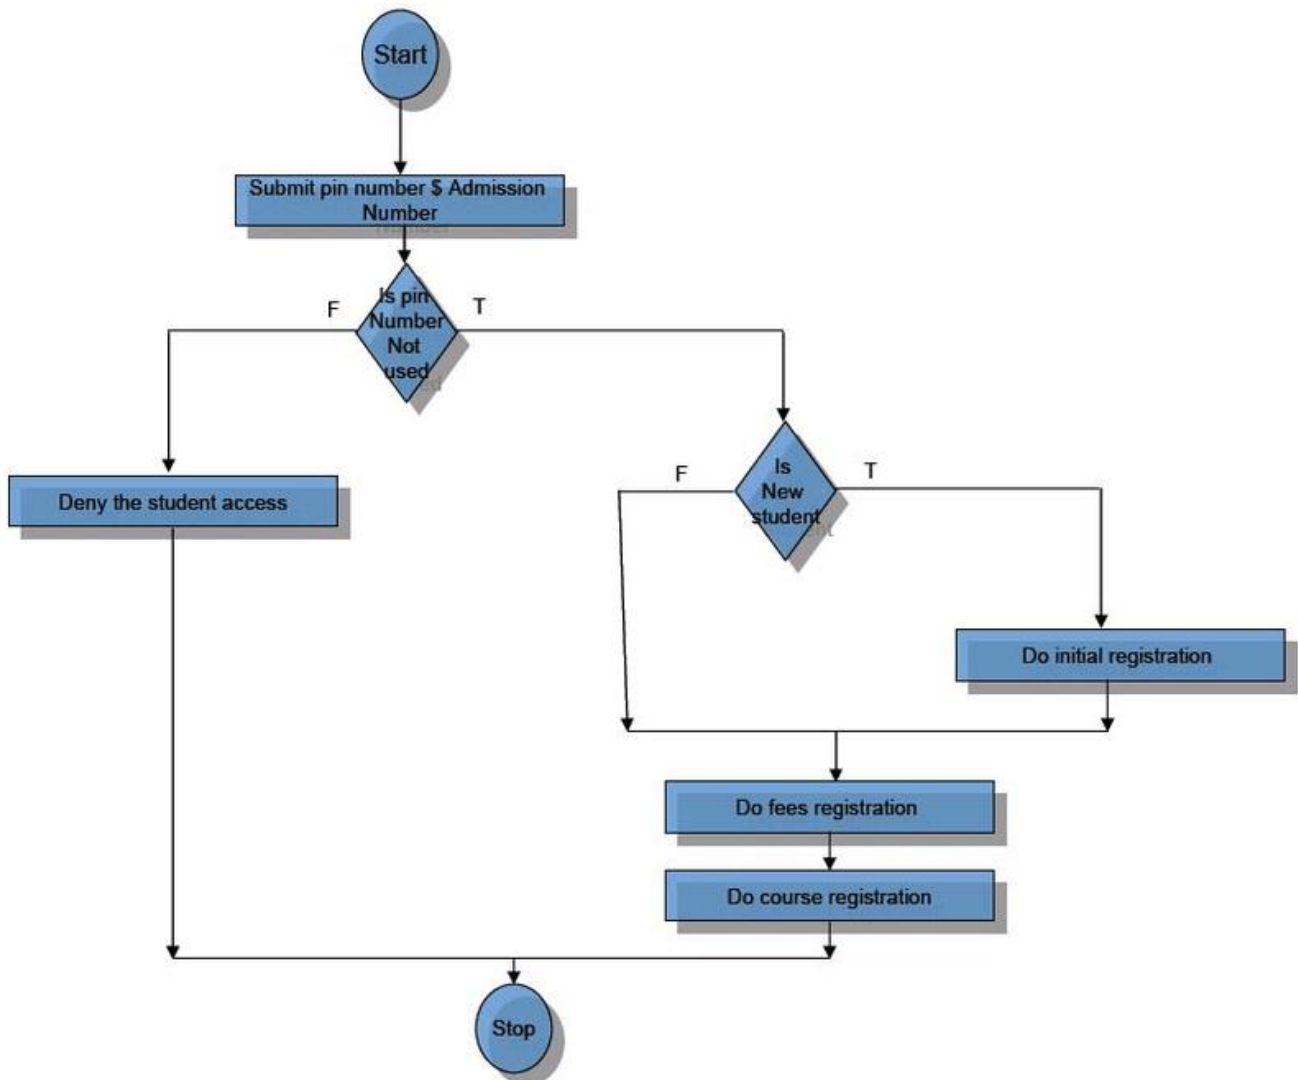 Start
Submit pin number $ Admission
Number
F
T
Is pin
Number
Not
used
F
T
Is
New
student
Deny the student access
Do initial registration
Do fees registration
Do course registration
Stop